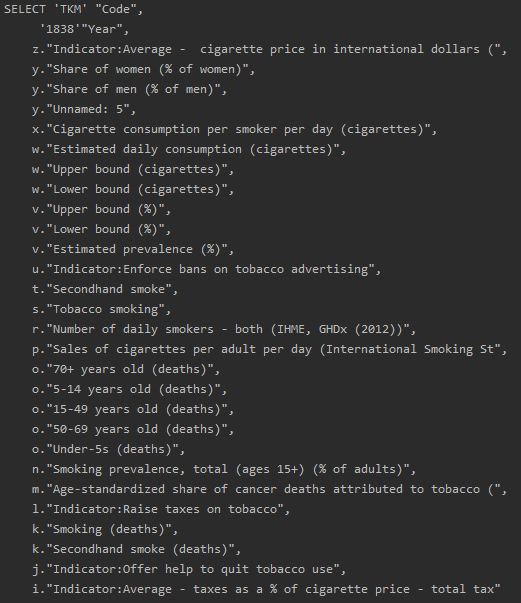 SELECT 'TKM' "Code",
'1838'"Year",
z."Indicator:Average -  cigarette price in international dollars (",
y."Share of women (% of women)",
y."Share of men (% of men)",
y."Unnamed: 5",
x."Cigarette consumption per smoker per day (cigarettes)",
w."Estimated daily consumption (cigarettes)",
w."Upper bound (cigarettes)",
w."Lower bound (cigarettes)",
v."Upper bound (%)",
v."Lower bound (%)",
v."Estimated prevalence (%)",
u."Indicator:Enforce bans on tobacco advertising",
t."Secondhand smoke",
s."Tobacco smoking",
r."Number of daily smokers - both (IHME, GHDx (2012))",
p."Sales of cigarettes per adult per day (International Smoking St",
o."70+ years old (deaths)",
o."5-14 years old (deaths)",
o."15-49 years old (deaths)",
o."50-69 years old (deaths)",
o."Under-5s (deaths)",
n."Smoking prevalence, total (ages 15+) (% of adults)",
m."Age-standardized share of cancer deaths attributed to tobacco (",
l."Indicator:Raise taxes on tobacco",
k."Smoking (deaths)",
k."Secondhand smoke (deaths)",
j."Indicator:Offer help to quit tobacco use",
i."Indicator:Average - taxes as a % of cigarette price - total tax"